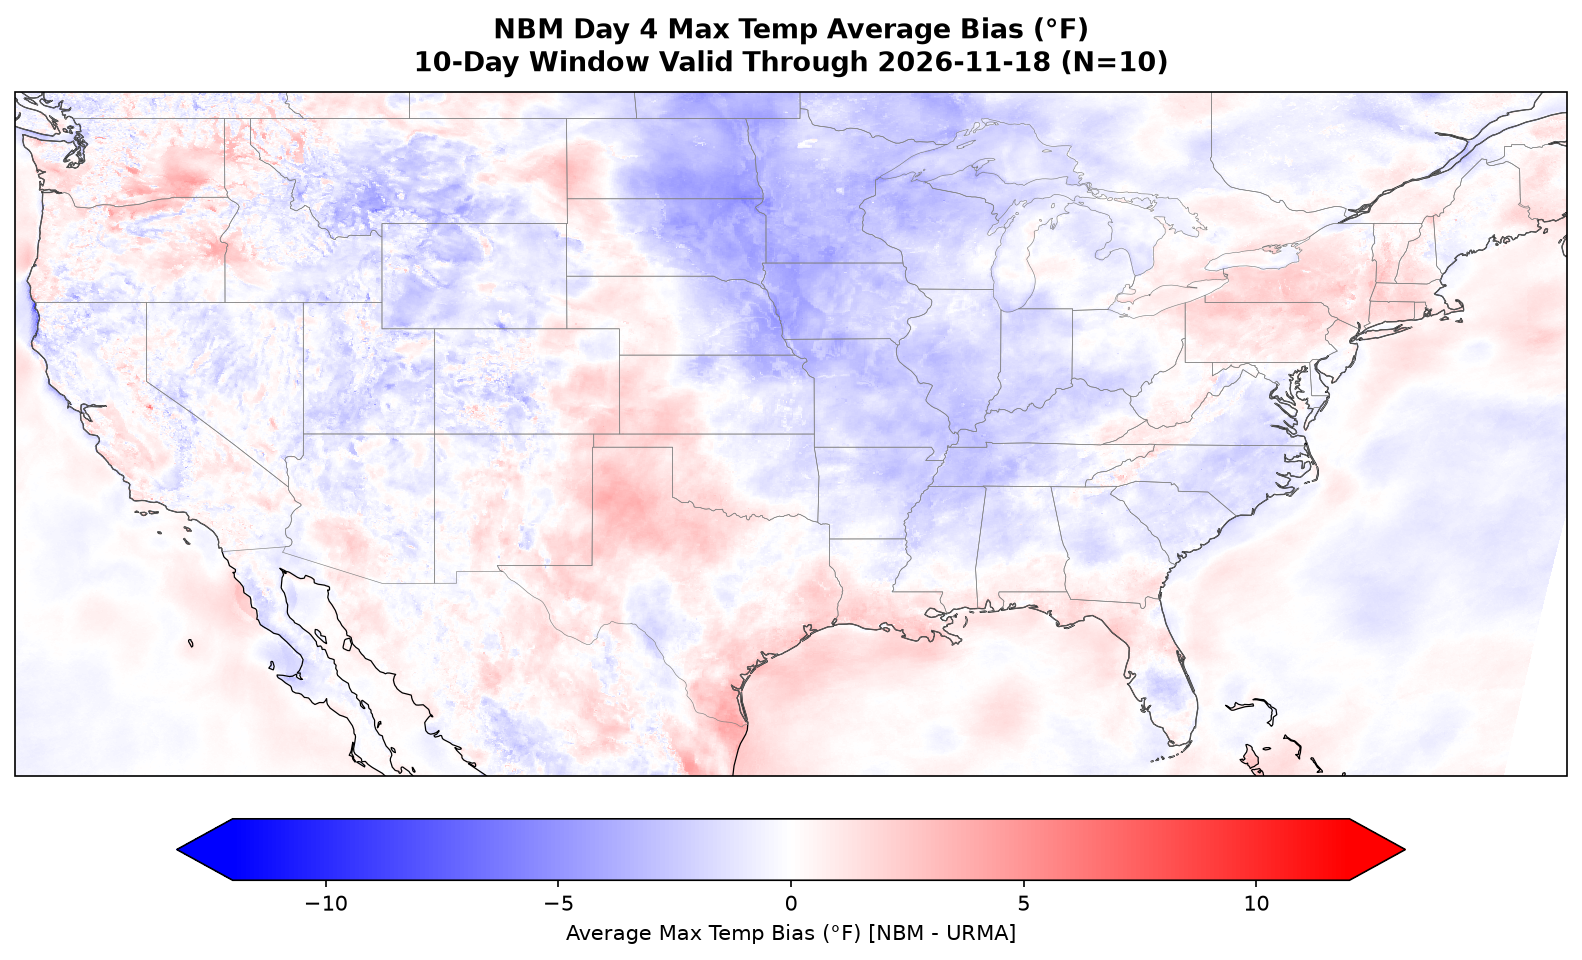 NBM Day 4 Max Temp Average Bias (°F)
10-Day Window Valid Through 2026-11-18 (N=10)
−10 −5 0 5 10
Average Max Temp Bias (°F) [NBM - URMA]